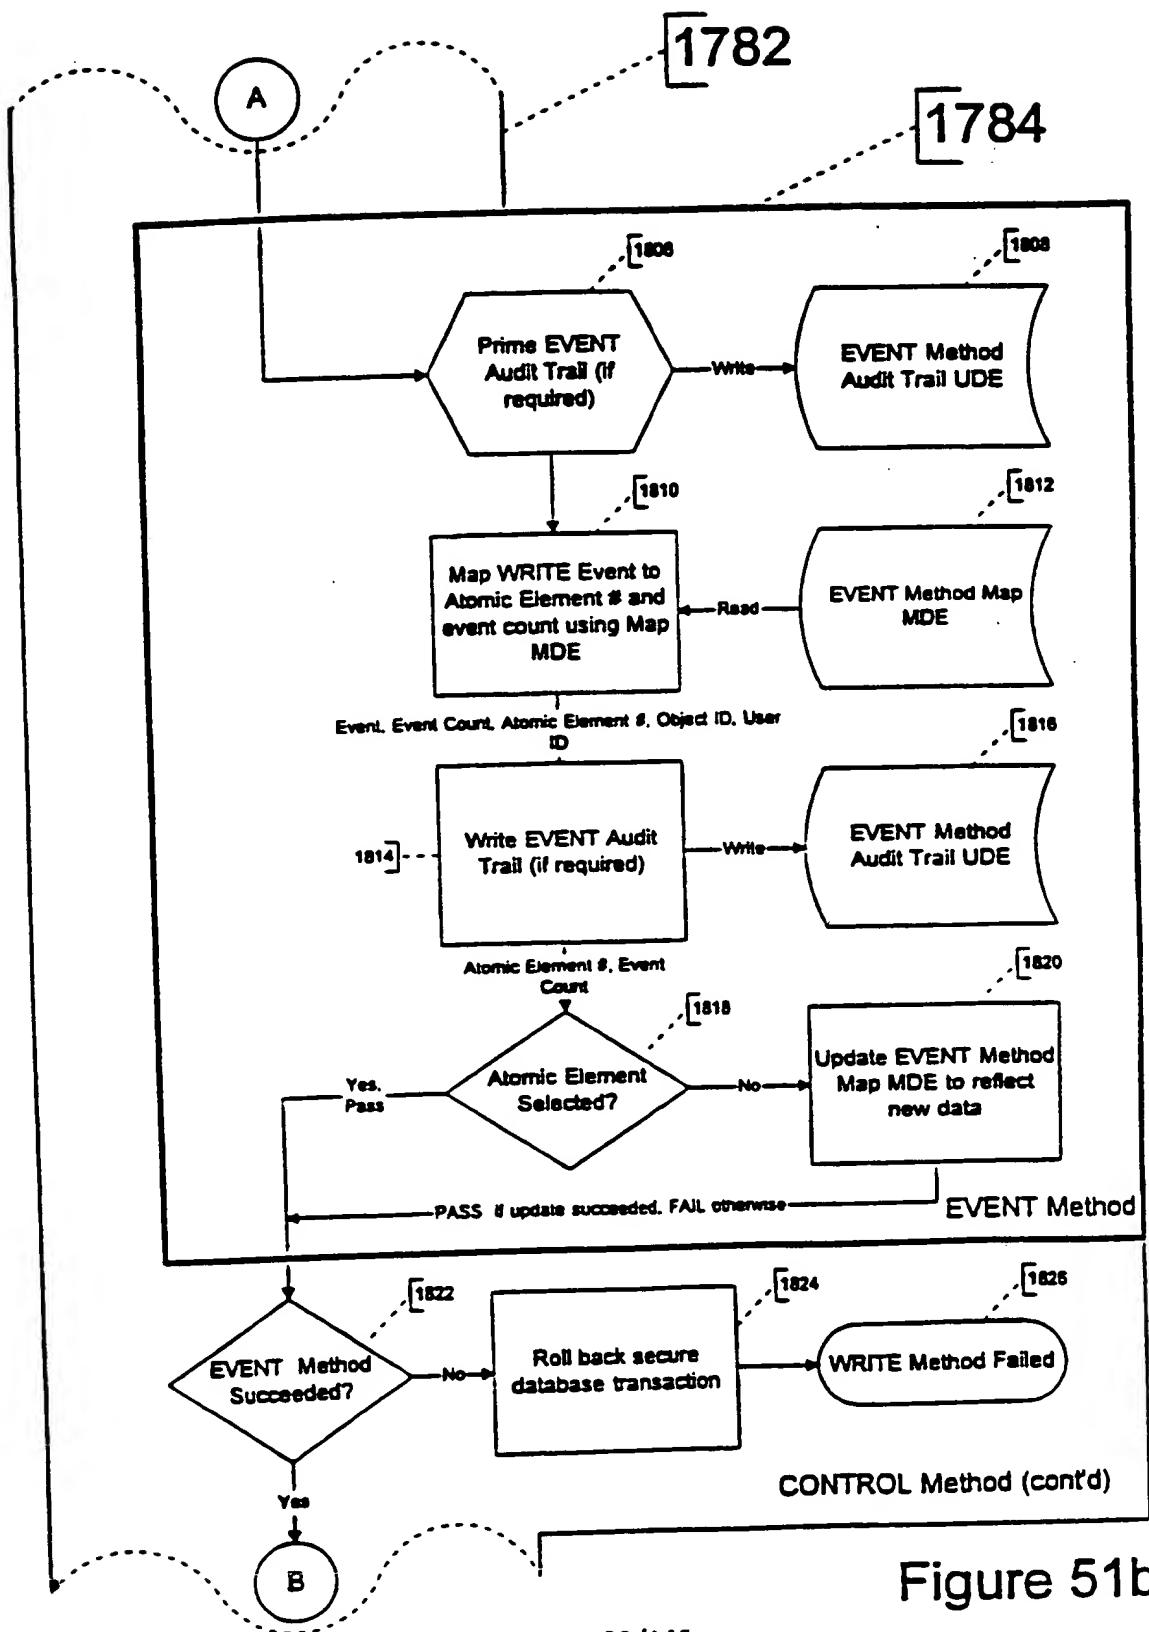 1782
A
1784
1806
1808
Prime EVENT
Audit Trail (if
required)
Write
EVENT Method
Audit Trail UDE
1810
1812
Map WRITE Event to
Atomic Element # and
event count using Map
MDE
Read
EVENT Method Map
MDE
Event, Event Count, Atomic Element #, Object ID, User
ID
1816
1814
Write EVENT Audit
Trail (if required)
Write
EVENT Method
Audit Trail UDE
Atomic Element #, Event
Count
1820
1818
Yes,
Pass
Atomic Element
Selected?
No
Update EVENT Method
Map MDE to reflect
new data
PASS if update succeeded, FAIL otherwise
EVENT Method
1822
1824
1826
EVENT Method
Succeeded?
No
Roll back secure
database transaction
WRITE Method Failed
CONTROL Method (cont'd)
Yes
B
Figure 51b